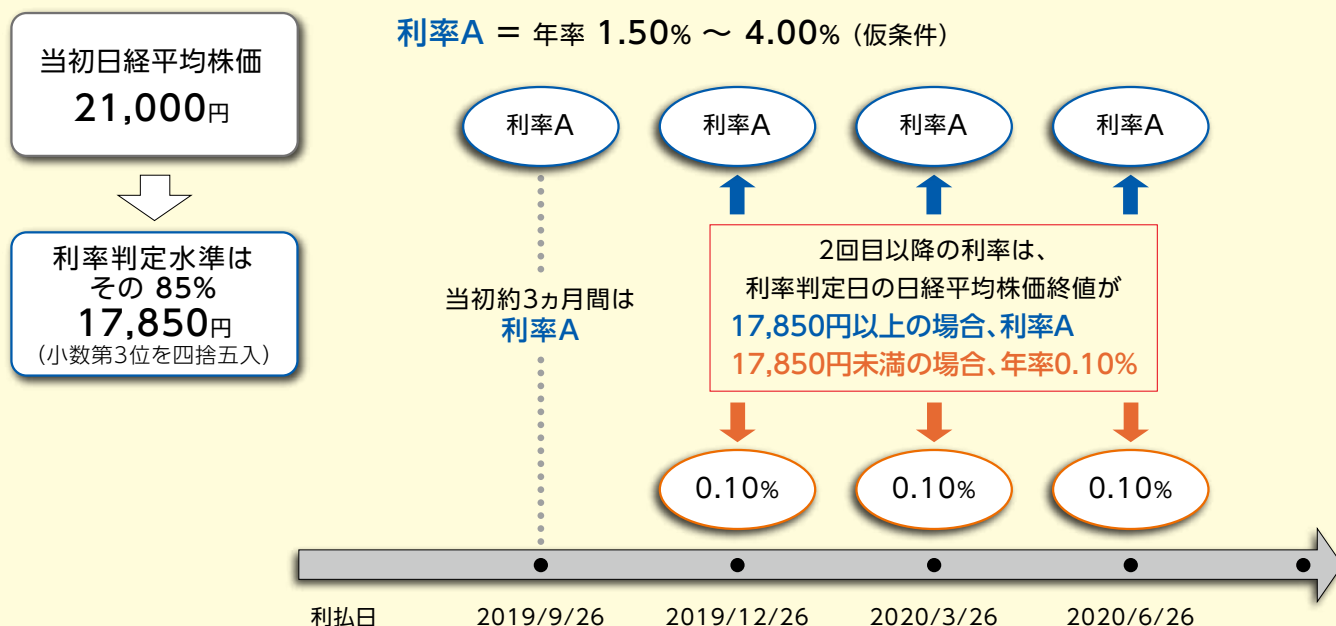 利率A = 年率 1.50% ～ 4.00% (仮条件)
当初日経平均株価
21,000円
利率判定水準は
その 85%
17,850円
(小数第3位を四捨五入)
利率A
利率A
利率A
利率A
当初約3ヵ月間は
利率A
2回目以降の利率は、
利率判定日の日経平均株価終値が
17,850円以上の場合、利率A
17,850円未満の場合、年率0.10%
0.10%
0.10%
0.10%
利払日 2019/9/26 2019/12/26 2020/3/26 2020/6/26